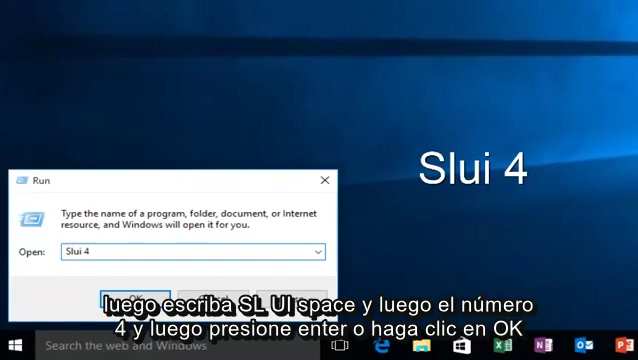 Slui 4
Run
Type the name of a program, folder, document, or Internet
resource, and Windows will open it for you.
Open: Slui 4
luego escriba SL UI space y luego el número
4 y luego presione enter o haga clic en OK
Search the web and Windows